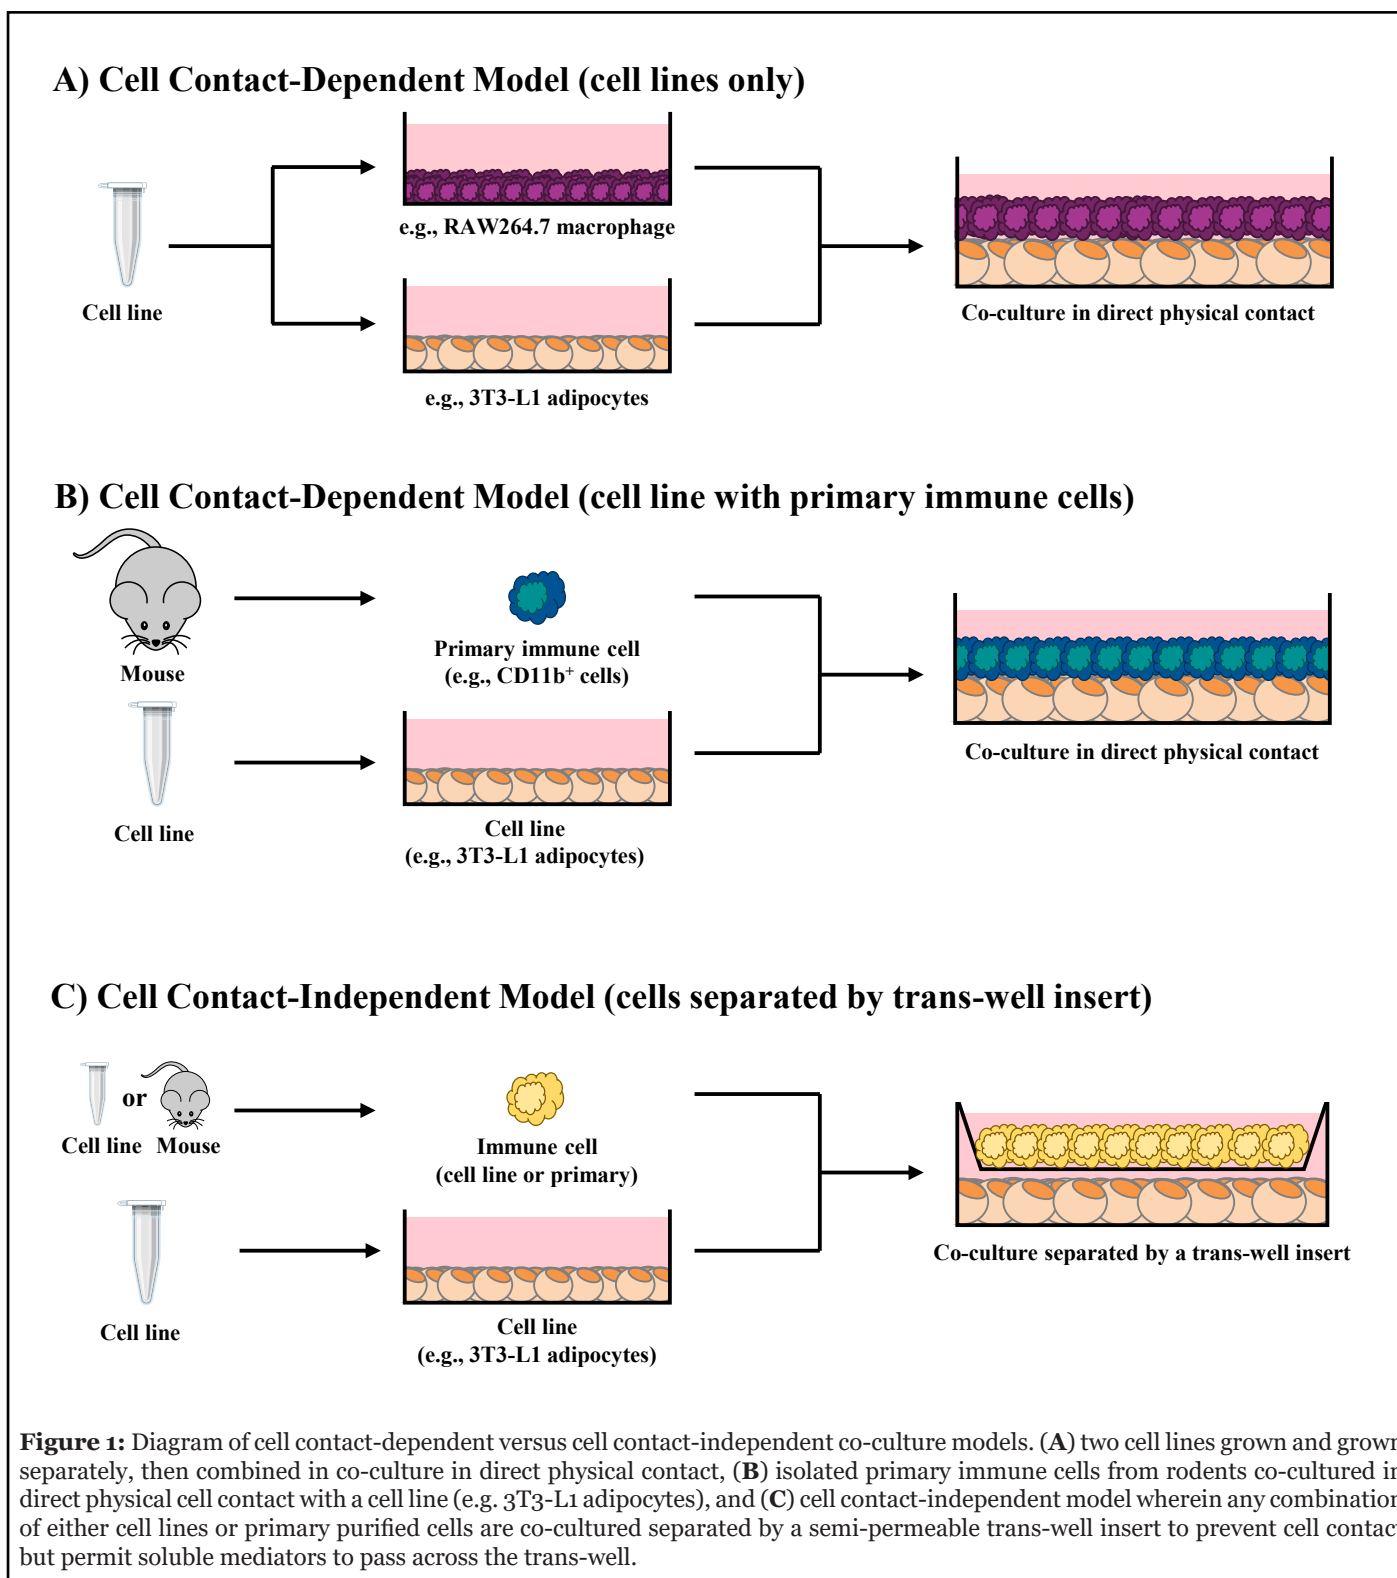 A) Cell Contact-Dependent Model (cell lines only)
e.g., RAW264.7 macrophage
Cell line
Co-culture in direct physical contact
e.g., 3T3-L1 adipocytes
B) Cell Contact-Dependent Model (cell line with primary immune cells)
Mouse
Primary immune cell
(e.g., CD11b⁺ cells)
Co-culture in direct physical contact
Cell line
Cell line
(e.g., 3T3-L1 adipocytes)
C) Cell Contact-Independent Model (cells separated by trans-well insert)
or
Cell line Mouse
Immune cell
(cell line or primary)
Co-culture separated by a trans-well insert
Cell line
Cell line
(e.g., 3T3-L1 adipocytes)
Figure 1: Diagram of cell contact-dependent versus cell contact-independent co-culture models. (A) two cell lines grown and grown
separately, then combined in co-culture in direct physical contact, (B) isolated primary immune cells from rodents co-cultured in
direct physical cell contact with a cell line (e.g. 3T3-L1 adipocytes), and (C) cell contact-independent model wherein any combination
of either cell lines or primary purified cells are co-cultured separated by a semi-permeable trans-well insert to prevent cell contact
but permit soluble mediators to pass across the trans-well.